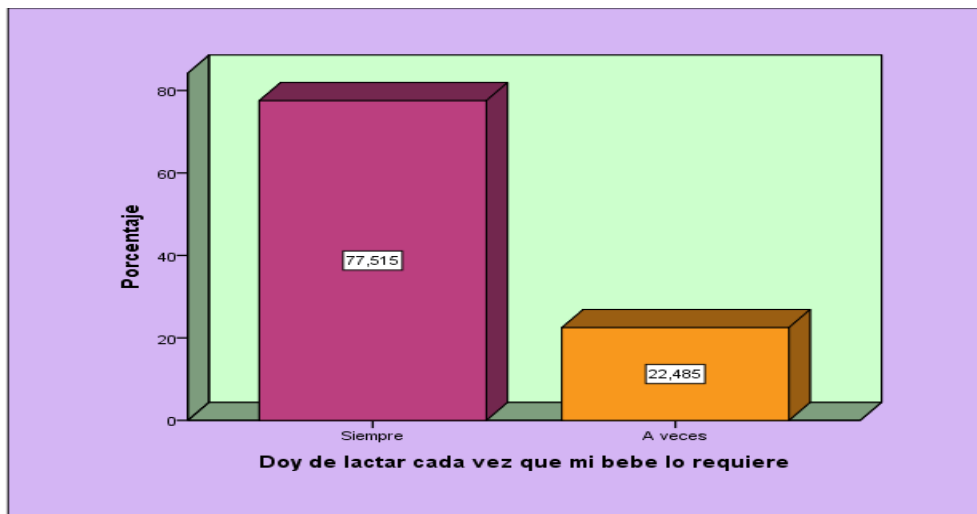 Porcentaje
80
60
40
20
0
77,515
22,485
Siempre
A veces
Doy de lactar cada vez que mi bebe lo requiere